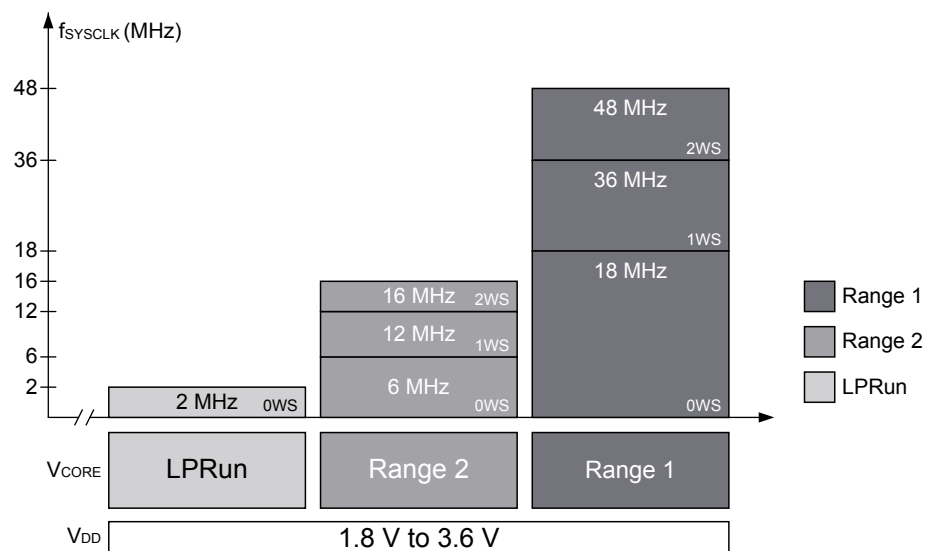 fSYSCLK (MHz)
48
36
18
16
12
6
2
48 MHz
2WS
36 MHz
1WS
18 MHz
0WS
16 MHz 2WS
12 MHz 1WS
6 MHz 0WS
2 MHz 0WS
Range 1
Range 2
LPRun
VCORE LPRun Range 2 Range 1
VDD 1.8 V to 3.6 V